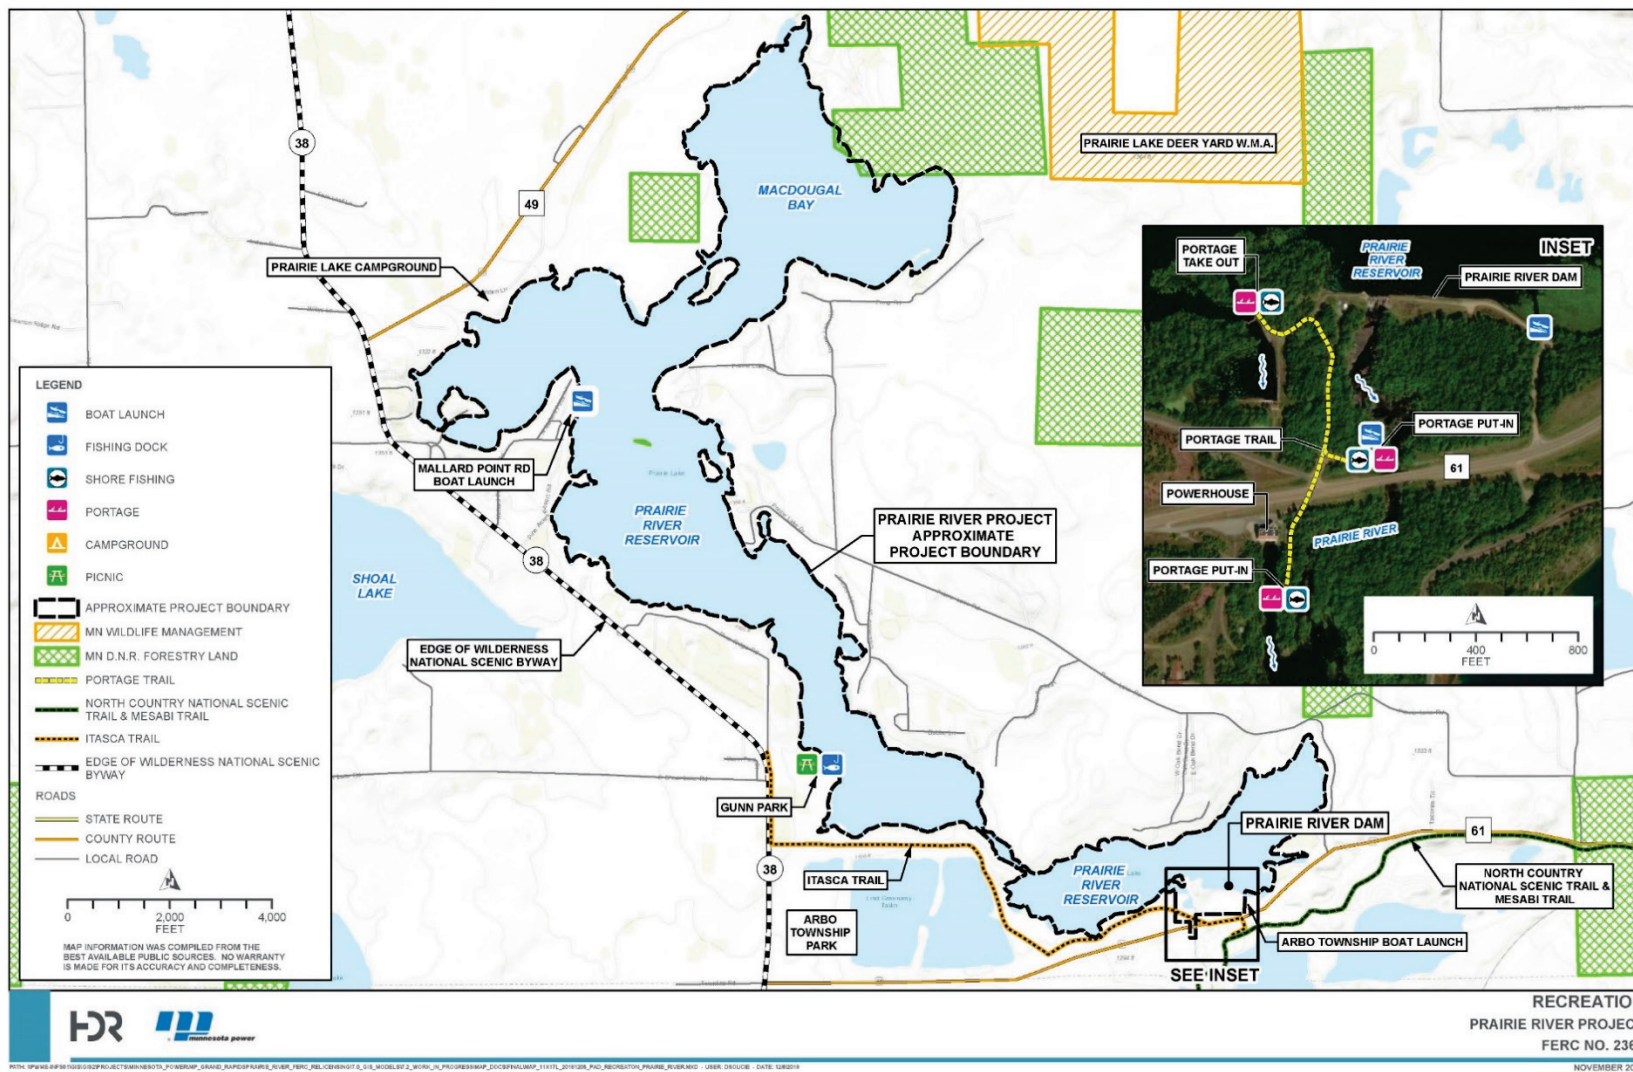 38
49
PRAIRIE LAKE DEER YARD W.M.A.
MACDOUGAL
BAY
PRAIRIE LAKE CAMPGROUND
INSET
PORTAGE
TAKE OUT
PRAIRIE
RIVER
RESERVOIR
PRAIRIE RIVER DAM
PORTAGE TRAIL
PORTAGE PUT-IN
61
POWERHOUSE
PRAIRIE RIVER
PORTAGE PUT-IN
0 400 800
FEET
LEGEND
BOAT LAUNCH
FISHING DOCK
SHORE FISHING
PORTAGE
CAMPGROUND
PICNIC
APPROXIMATE PROJECT BOUNDARY
MN WILDLIFE MANAGEMENT
MN D.N.R. FORESTRY LAND
PORTAGE TRAIL
NORTH COUNTRY NATIONAL SCENIC
TRAIL & MESABI TRAIL
ITASCA TRAIL
EDGE OF WILDERNESS NATIONAL SCENIC
BYWAY
ROADS
STATE ROUTE
COUNTY ROUTE
LOCAL ROAD
0 2,000 4,000
FEET
MAP INFORMATION WAS COMPILED FROM THE
BEST AVAILABLE PUBLIC SOURCES. NO WARRANTY
IS MADE FOR ITS ACCURACY AND COMPLETENESS.
MALLARD POINT RD
BOAT LAUNCH
Prairie Lake
PRAIRIE
RIVER
RESERVOIR
PRAIRIE RIVER PROJECT
APPROXIMATE
PROJECT BOUNDARY
38
SHOAL
LAKE
EDGE OF WILDERNESS
NATIONAL SCENIC BYWAY
GUNN PARK
PRAIRIE RIVER DAM
61
38
ITASCA TRAIL
PRAIRIE
RIVER
RESERVOIR
NORTH COUNTRY
NATIONAL SCENIC TRAIL &
MESABI TRAIL
ARBO
TOWNSHIP
PARK
ARBO TOWNSHIP BOAT LAUNCH
SEE INSET
HDR
minnesota power
RECREATIO
PRAIRIE RIVER PROJEC
FERC NO. 236
NOVEMBER 20